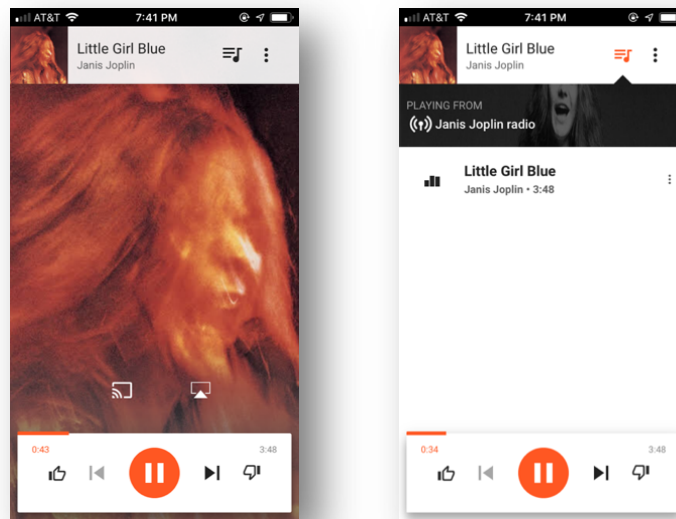 AT&T 7:41 PM
Little Girl Blue
Janis Joplin
0:43 3:48
AT&T 7:41 PM
Little Girl Blue
Janis Joplin
PLAYING FROM
Janis Joplin radio
Little Girl Blue
Janis Joplin • 3:48
0:34 3:48